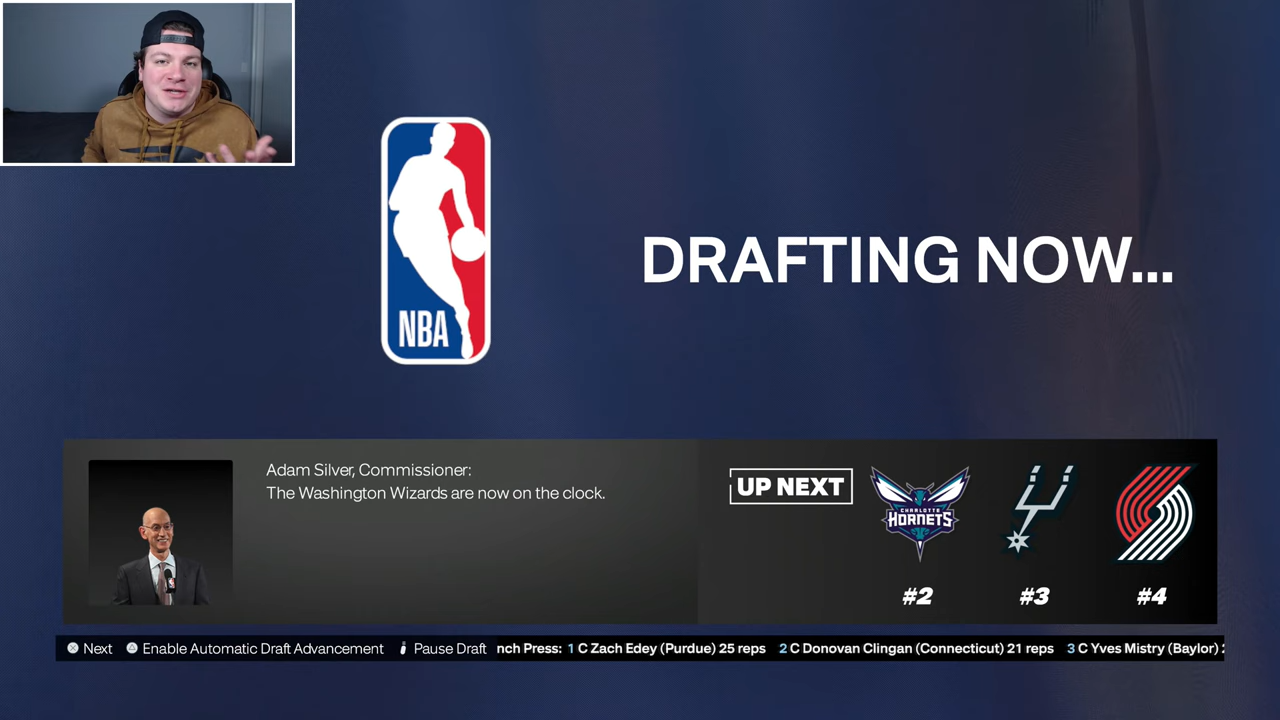 NBA
DRAFTING NOW...
Adam Silver, Commissioner:
The Washington Wizards are now on the clock.
UP NEXT
CHARLOTTE
HORNETS
#2
#3
#4
Next
Enable Automatic Draft Advancement
Pause Draft
nch Press: 1 C Zach Edey (Purdue) 25 reps 2 C Donovan Clingan (Connecticut) 21 reps 3 C Yves Mistry (Baylor)